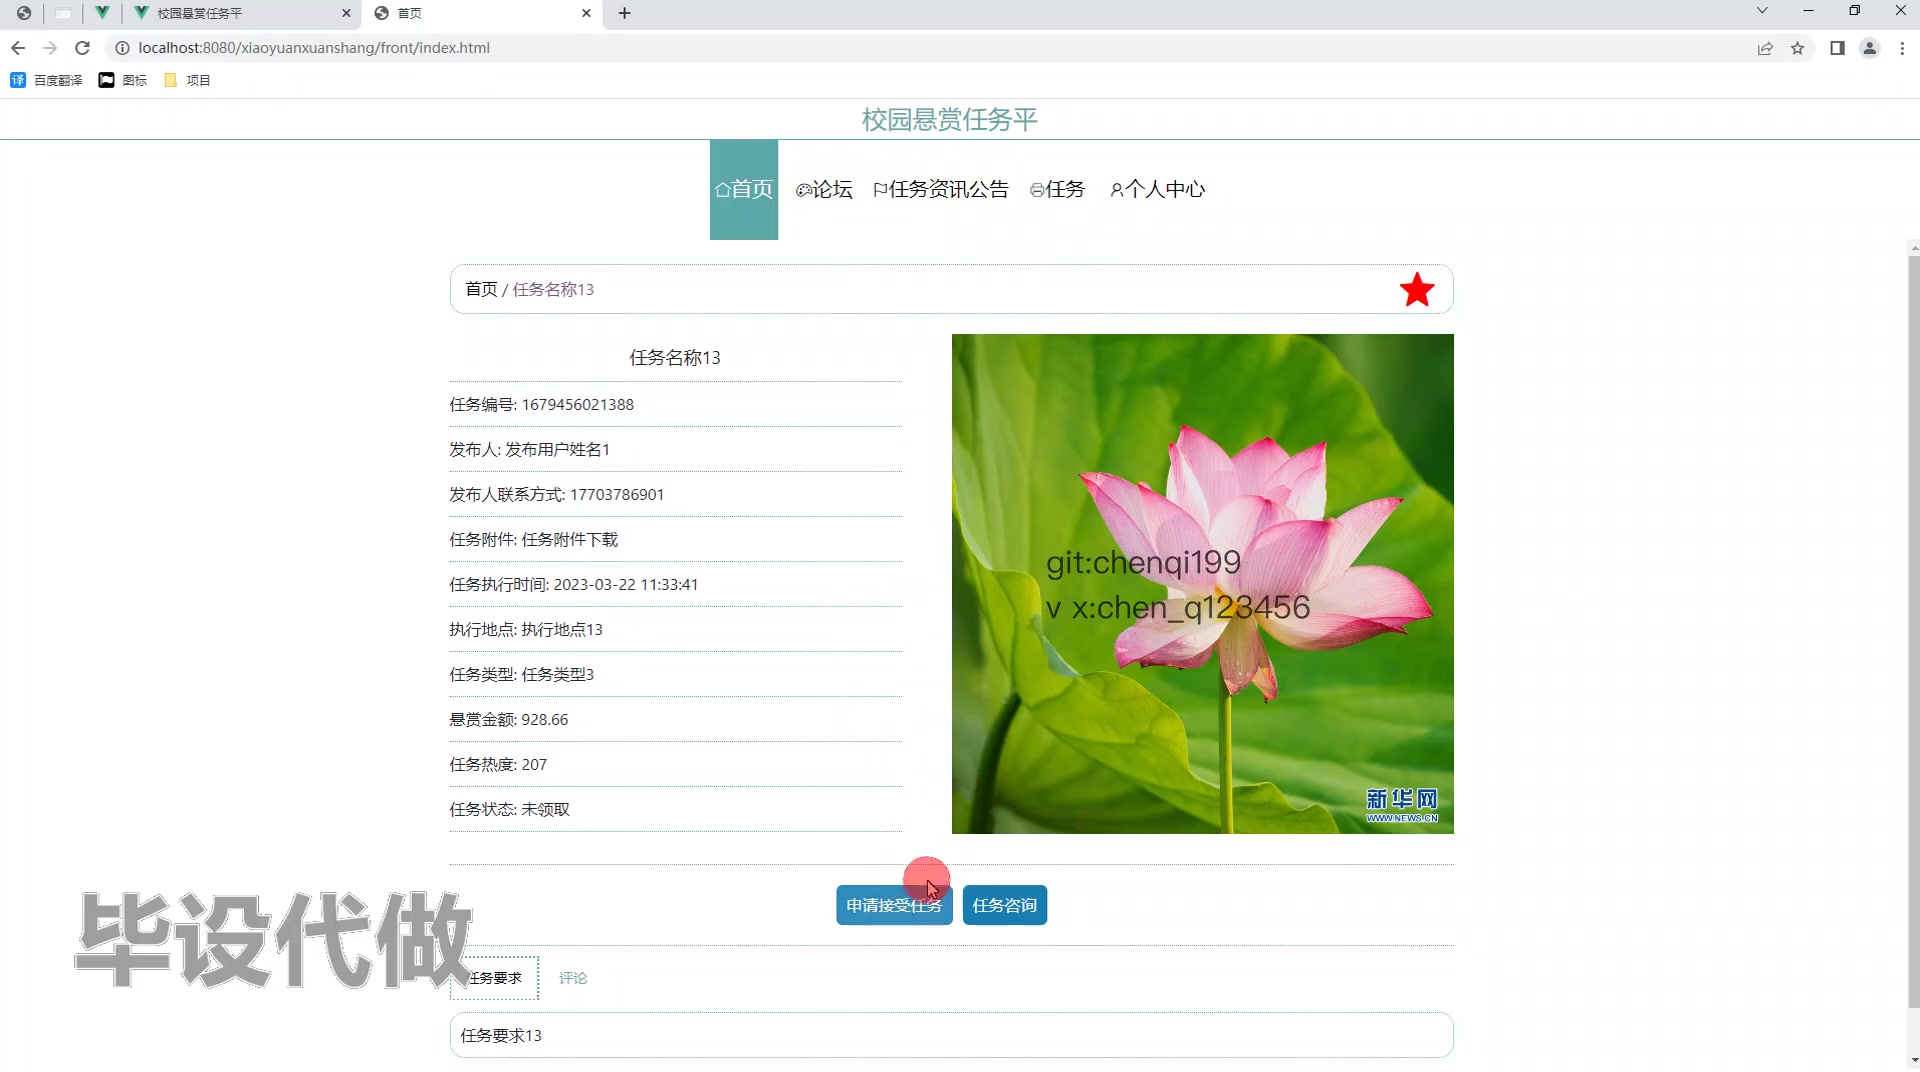 校园悬赏任务平
首页
localhost:8080/xiaoyuanxuanshang/front/index.html
百度翻译
图标
项目
校园悬赏任务平
首页 论坛 任务资讯公告 任务 个人中心
首页 / 任务名称13
任务名称13
任务编号: 1679456021388
发布人: 发布用户姓名1
发布人联系方式: 17703786901
任务附件: 任务附件下载
任务执行时间: 2023-03-22 11:33:41
执行地点: 执行地点13
任务类型: 任务类型3
悬赏金额: 928.66
任务热度: 207
任务状态: 未领取
git:chenqi199
v x:chen_q123456
新华网
WWW.NEWS.CN
申请接受任务
任务咨询
毕设代做
任务要求
评论
任务要求13